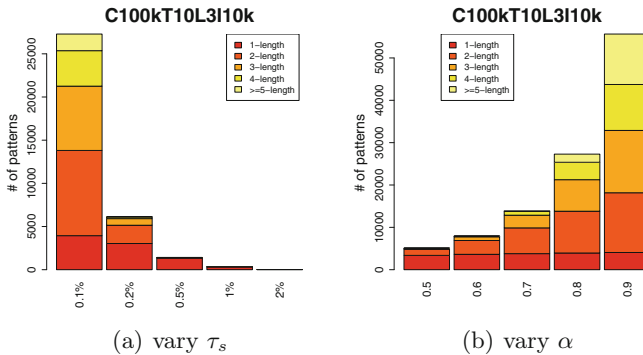 C100kT10L3I10k
1−length
2−length
3−length
4−length
>=5−length
# of patterns
0
5000
10000
15000
20000
25000
0.1%
0.2%
0.5%
1%
2%
(a) vary τs
C100kT10L3I10k
1−length
2−length
3−length
4−length
>=5−length
# of patterns
0
10000
20000
30000
40000
50000
0.5
0.6
0.7
0.8
0.9
(b) vary α